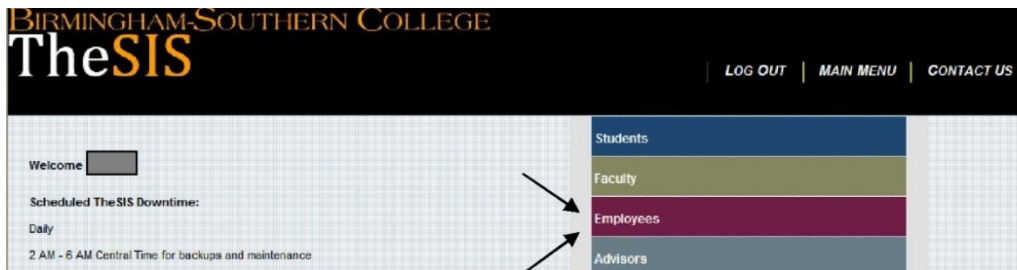 BIRMINGHAM-SOUTHERN COLLEGE
TheSIS
LOG OUT
MAIN MENU
CONTACT US
Welcome
Scheduled TheSIS Downtime:
Daily
2 AM - 6 AM Central Time for backups and maintenance
Students
Faculty
Employees
Advisors